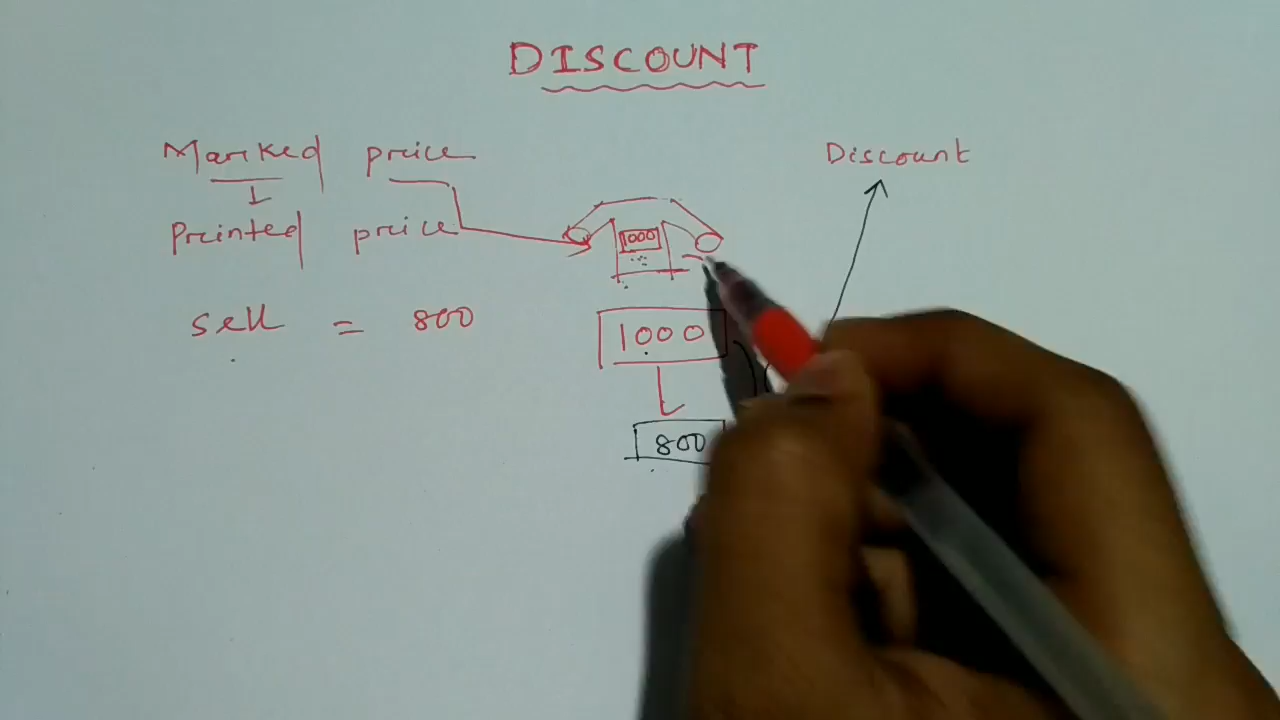 DISCOUNT
Marked price
Printed price
sell = 800
1000
1000
800
Discount